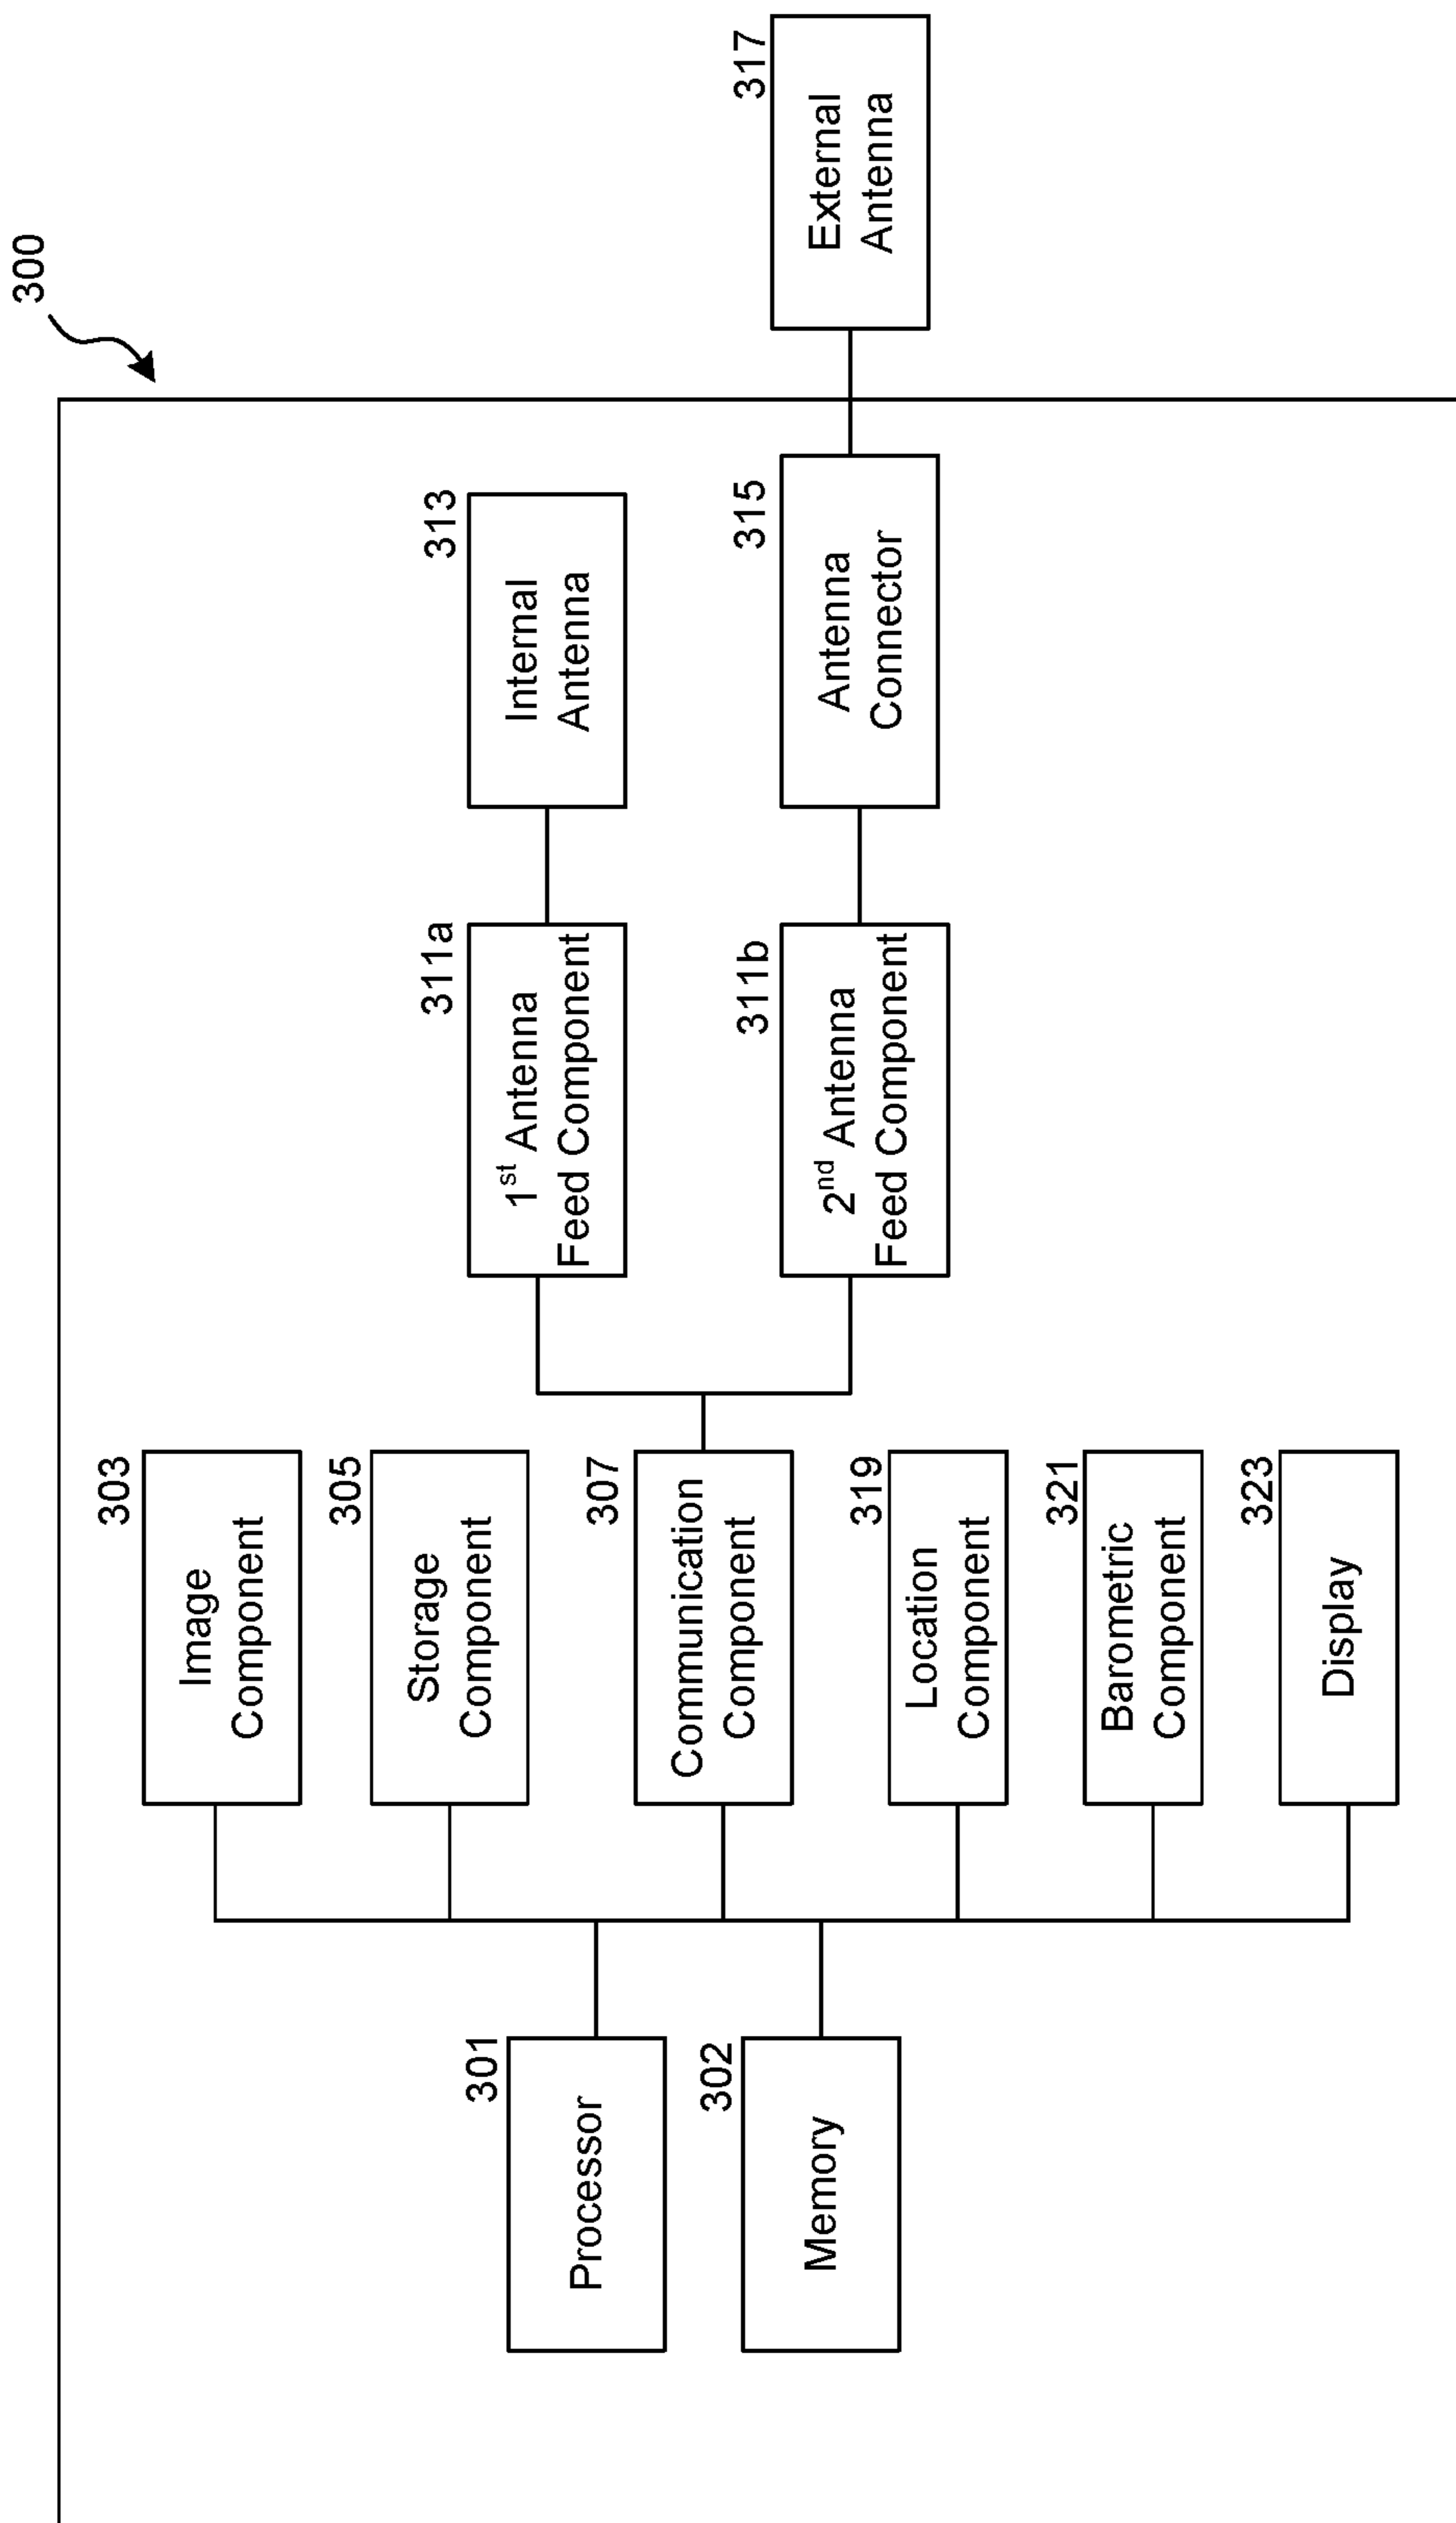 300
301
Processor
302
Memory
303
Image
Component
305
Storage
Component
307
Communication
Component
319
Location
Component
321
Barometric
Component
323
Display
311a
1st Antenna
Feed Component
311b
2nd Antenna
Feed Component
313
Internal
Antenna
315
Antenna
Connector
317
External
Antenna